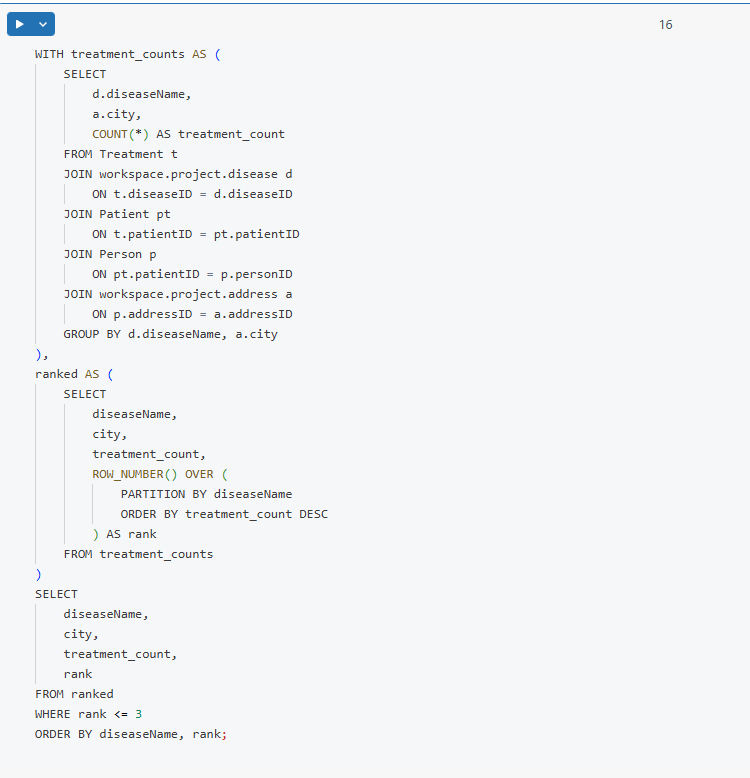 16
WITH treatment_counts AS (
SELECT
d.diseaseName,
a.city,
COUNT(*) AS treatment_count
FROM Treatment t
JOIN workspace.project.disease d
ON t.diseaseID = d.diseaseID
JOIN Patient pt
ON t.patientID = pt.patientID
JOIN Person p
ON pt.patientID = p.personID
JOIN workspace.project.address a
ON p.addressID = a.addressID
GROUP BY d.diseaseName, a.city
),
ranked AS (
SELECT
diseaseName,
city,
treatment_count,
ROW_NUMBER() OVER (
PARTITION BY diseaseName
ORDER BY treatment_count DESC
) AS rank
FROM treatment_counts
)
SELECT
diseaseName,
city,
treatment_count,
rank
FROM ranked
WHERE rank <= 3
ORDER BY diseaseName, rank;